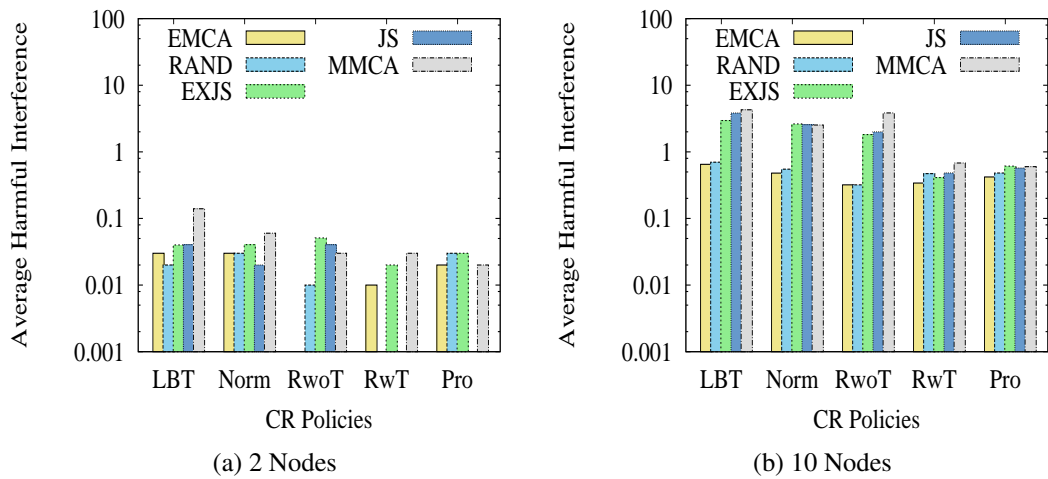 Average Harmful Interference
100
10
1
0.1
0.01
0.001
EMCA
RAND
EXJS
JS
MMCA
LBT Norm RwoT RwT Pro
CR Policies
(a) 2 Nodes
Average Harmful Interference
100
10
1
0.1
0.01
0.001
EMCA
RAND
EXJS
JS
MMCA
LBT Norm RwoT RwT Pro
CR Policies
(b) 10 Nodes